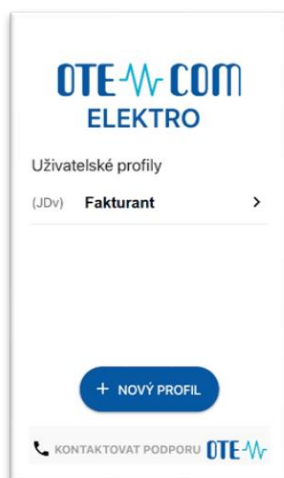 OTE COM
ELEKTRO
Uživatelské profily
(JDv) Fakturant
+ NOVÝ PROFIL
KONTAKTOVAT PODPORU OTE